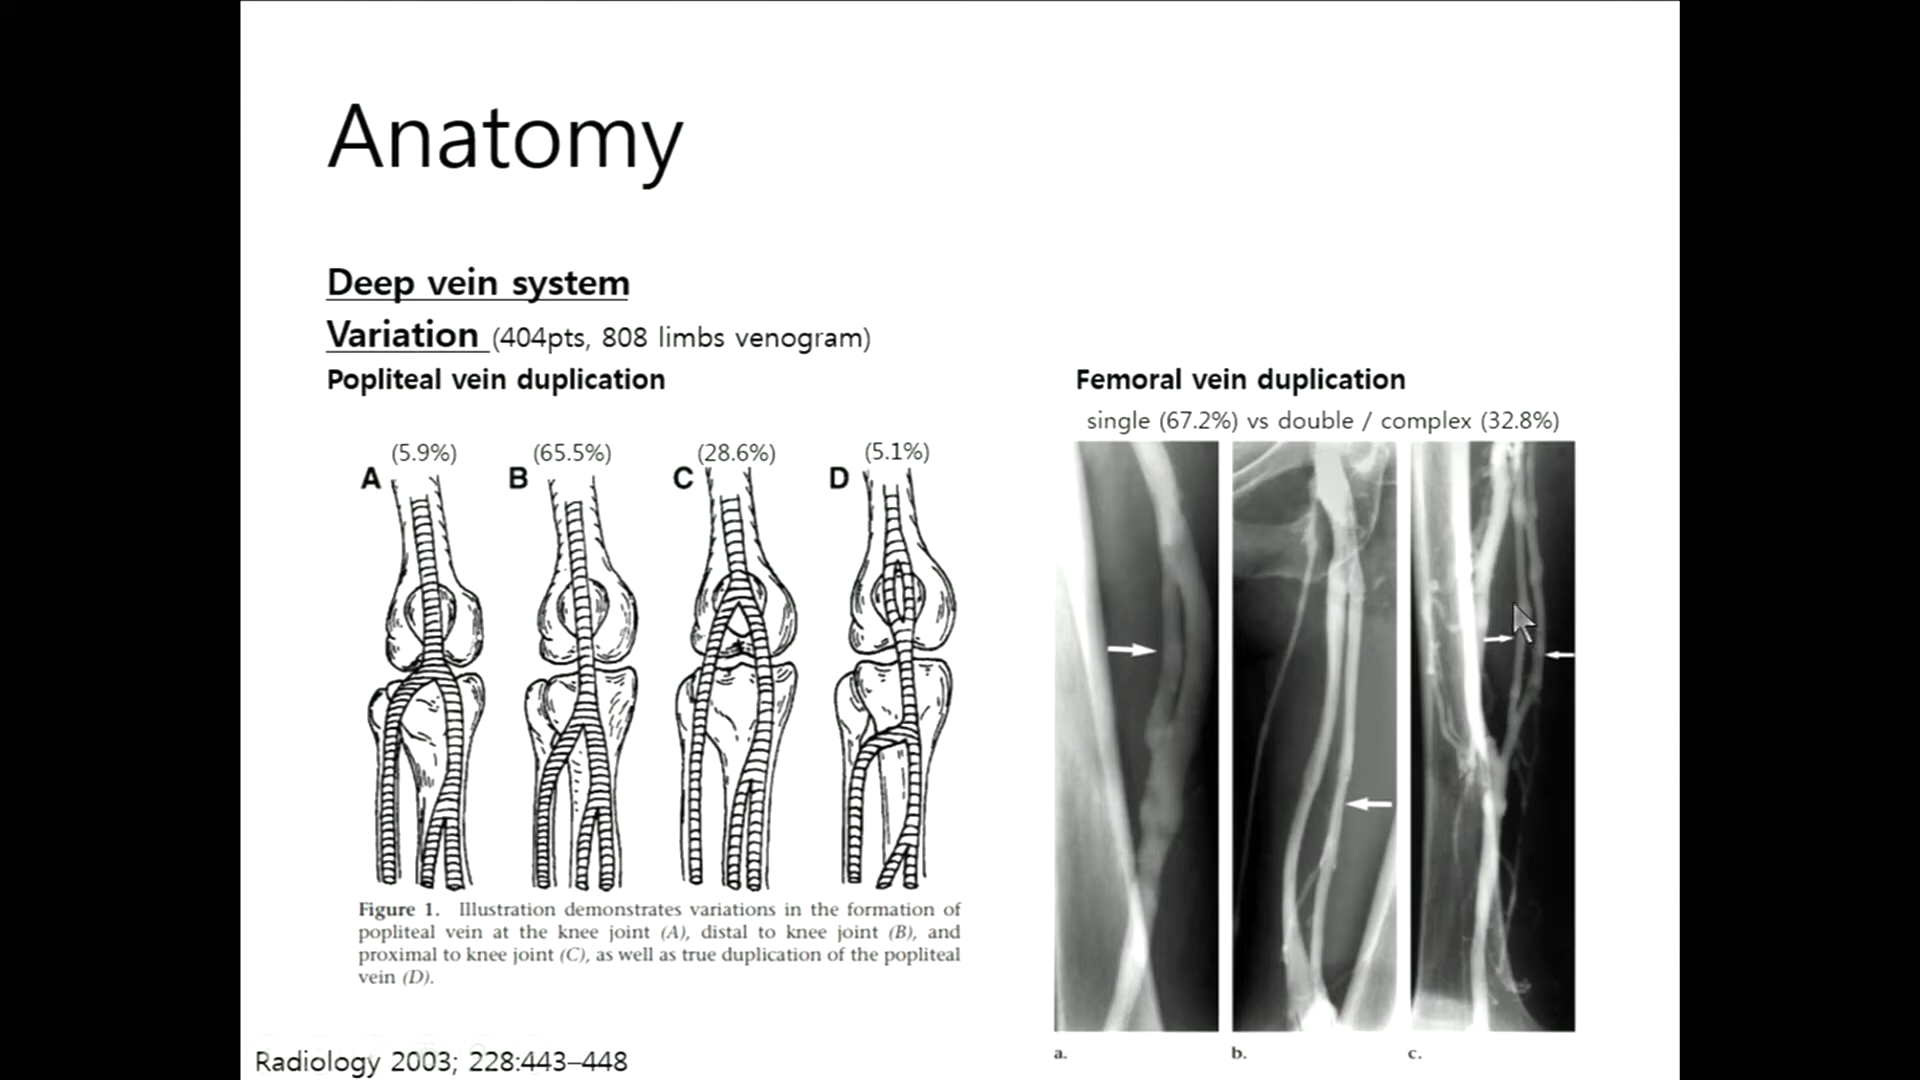 Anatomy
Deep vein system
Variation (404pts, 808 limbs venogram)
Popliteal vein duplication
Femoral vein duplication
single (67.2%) vs double / complex (32.8%)
(5.9%) (65.5%) (28.6%) (5.1%)
A B C D
Figure 1. Illustration demonstrates variations in the formation of
popliteal vein at the knee joint (A), distal to knee joint (B), and
proximal to knee joint (C), as well as true duplication of the popliteal
vein (D).
a. b. c.
Radiology 2003; 228:443–448